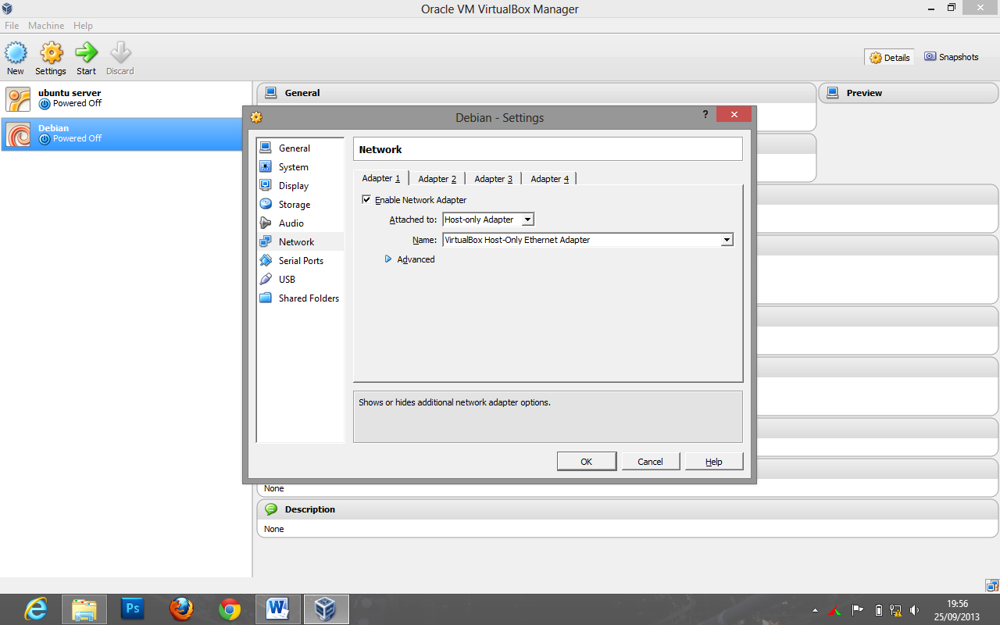 Oracle VM VirtualBox Manager
File Machine Help
New Settings Start Discard
Details Snapshots
ubuntu server
Powered Off
Debian
Powered Off
General
Preview
Debian - Settings
?
General
System
Display
Storage
Audio
Network
Serial Ports
USB
Shared Folders
Network
Adapter 1 Adapter 2 Adapter 3 Adapter 4
Enable Network Adapter
Attached to: Host-only Adapter
Name: VirtualBox Host-Only Ethernet Adapter
Advanced
Shows or hides additional network adapter options.
OK Cancel Help
None
Description
None
Ps
W
19:56
25/09/2013